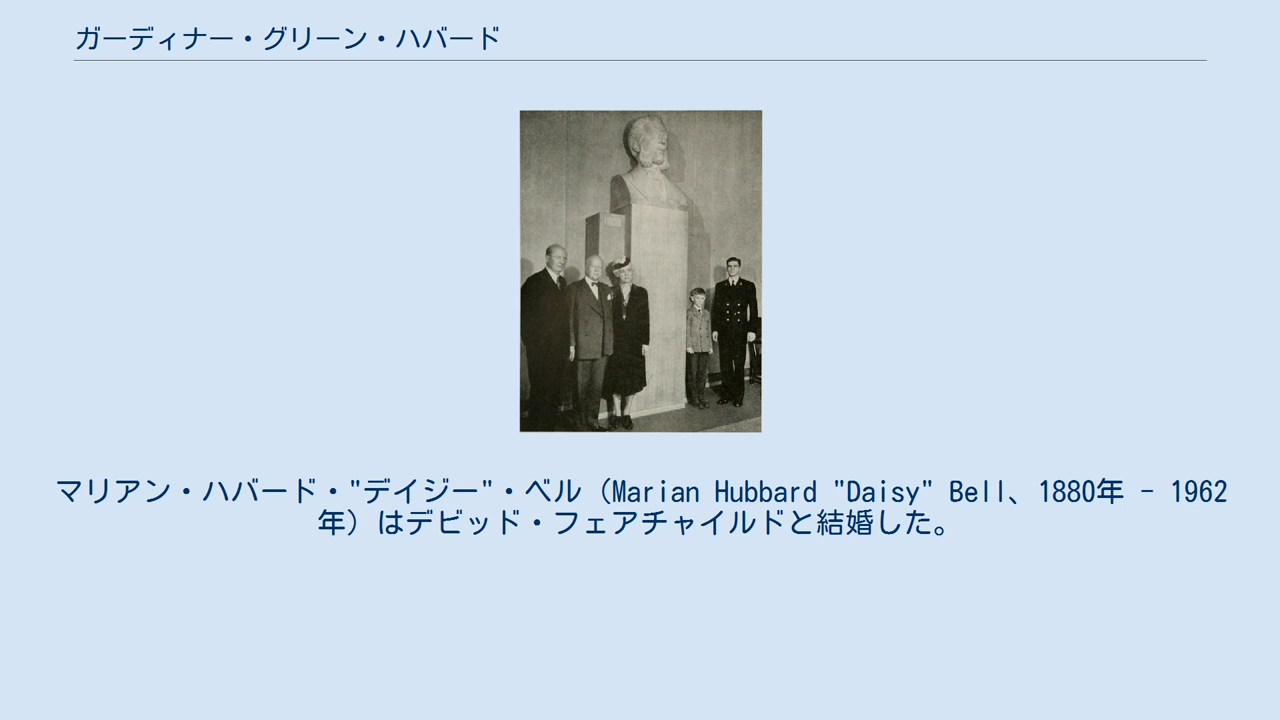 ガーディナー・グリーン・ハバード
マリアン・ハバード・"デイジー"・ベル（Marian Hubbard "Daisy" Bell、1880年 - 1962
年）はデビッド・フェアチャイルドと結婚した。